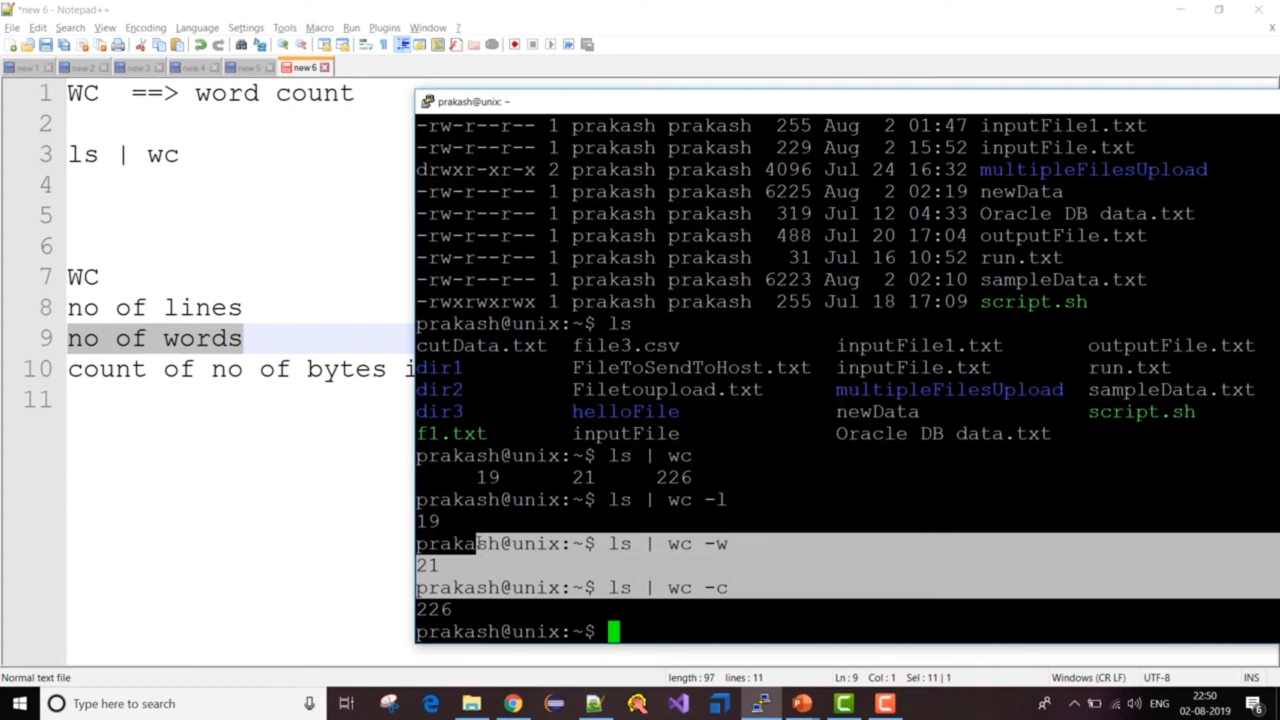 *new 6 - Notepad++
File Edit Search View Encoding Language Settings Tools Macro Run Plugins Window ? X
new 1 new 2 new 3 new 4 new 5 new 6
1 WC ==> word count
2
3 ls | wc
4
5
6
7 WC
8 no of lines
9 no of words
10 count of no of bytes i
11
prakash@unix: ~
-rw-r--r-- 1 prakash prakash 255 Aug 2 01:47 inputFile1.txt
-rw-r--r-- 1 prakash prakash 229 Aug 2 15:52 inputFile.txt
drwxr-xr-x 2 prakash prakash 4096 Jul 24 16:32 multipleFilesUpload
-rw-r--r-- 1 prakash prakash 6225 Aug 2 02:19 newData
-rw-r--r-- 1 prakash prakash 319 Jul 12 04:33 Oracle DB data.txt
-rw-r--r-- 1 prakash prakash 488 Jul 20 17:04 outputFile.txt
-rw-r--r-- 1 prakash prakash 31 Jul 16 10:52 run.txt
-rw-r--r-- 1 prakash prakash 6223 Aug 2 02:10 sampleData.txt
-rwxrwxrwx 1 prakash prakash 255 Jul 18 17:09 script.sh
prakash@unix:~$ ls
cutData.txt file3.csv inputFile1.txt outputFile.txt
dir1 FileToSendToHost.txt inputFile.txt run.txt
dir2 Filetoupload.txt multipleFilesUpload sampleData.txt
dir3 helloFile newData script.sh
f1.txt inputFile Oracle DB data.txt
prakash@unix:~$ ls | wc
19 21 226
prakash@unix:~$ ls | wc -l
19
prakash@unix:~$ ls | wc -w
21
prakash@unix:~$ ls | wc -c
226
prakash@unix:~$
Normal text file length: 97 lines: 11 Ln: 9 Col: 1 Sel: 11 | 1 Windows (CR LF) UTF-8
Type here to search
22:50
02-08-2019
6